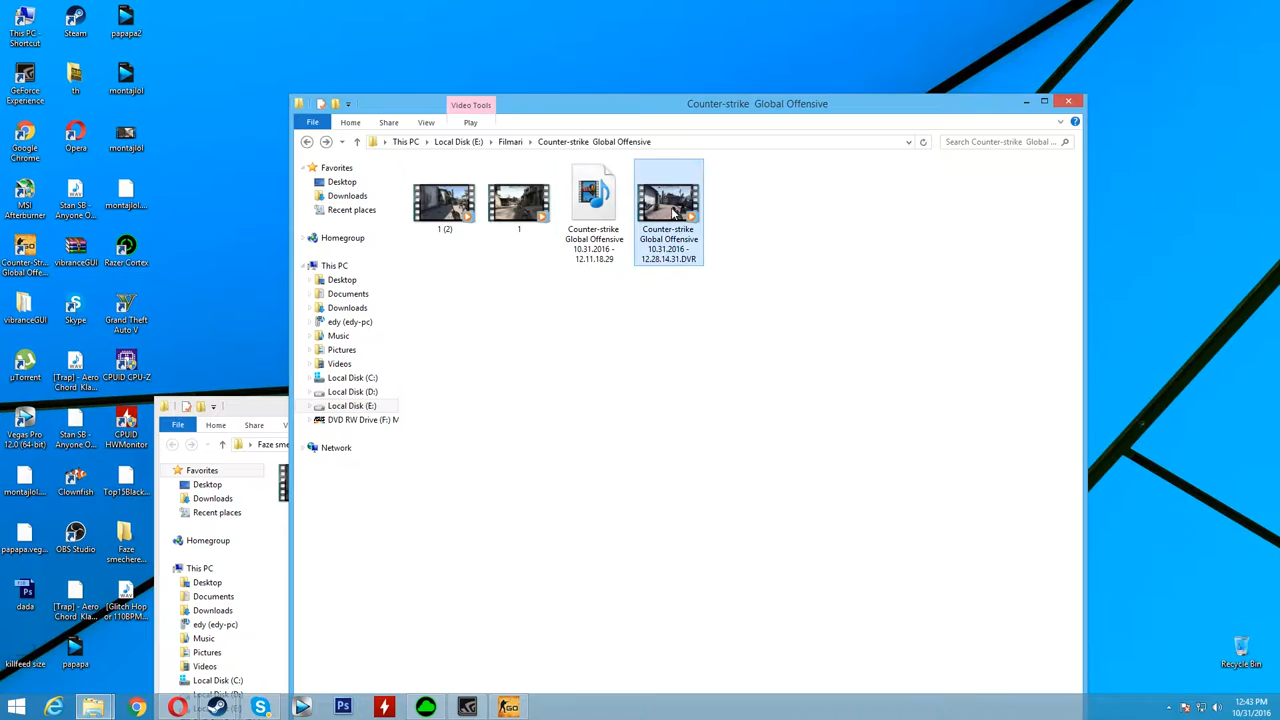 This PC -
Shortcut
Steam
papapa2
GeForce
Experience
th
montajlol
Google
Chrome
Opera
montajlol
MSI
Afterburner
Stan SB -
Anyone O...
montajlol....
Counter-Str...
Global Offe...
vibranceGUI
Razer Cortex
vibranceGUI
Skype
Grand Theft
Auto V
µTorrent
[Trap] - Aero
Chord_Kla...
CPUID CPU-Z
Vegas Pro
12.0 (64-bit)
Stan SB -
Anyone O...
CPUID
HWMonitor
montajlol....
Clownfish
Top15Black...
papapa.veg...
OBS Studio
Faze
smechere...
dada
[Trap] - Aero
Chord_Kla...
[Glitch Hop
or 110BPM...
killfeed size
papapa
Recycle Bin
Video Tools
Counter-strike Global Offensive
File
Home
Share
View
Play
This PC
Local Disk (E:)
Filmari
Counter-strike Global Offensive
Search Counter-strike Global ...
Favorites
Desktop
Downloads
Recent places
Homegroup
This PC
Desktop
Documents
Downloads
edy (edy-pc)
Music
Pictures
Videos
Local Disk (C:)
Local Disk (D:)
Local Disk (E:)
DVD RW Drive (F:) M
Network
1 (2)
1
Counter-strike
Global Offensive
10.31.2016 -
12.11.18.29
Counter-strike
Global Offensive
10.31.2016 -
12.28.14.31.DVR
File
Home
Share
View
Faze sme
Favorites
Desktop
Downloads
Recent places
Homegroup
This PC
Desktop
Documents
Downloads
edy (edy-pc)
Music
Pictures
Videos
Local Disk (C:)
Local Disk (D:)
12:43 PM
10/31/2016